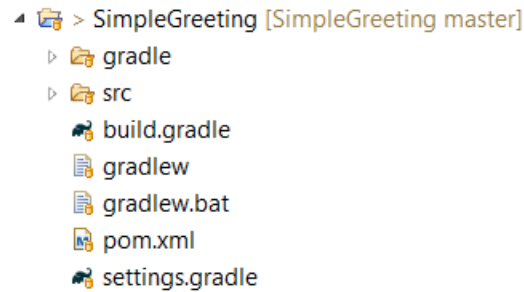 > SimpleGreeting [SimpleGreeting master]
gradle
src
build.gradle
gradlew
gradlew.bat
pom.xml
settings.gradle